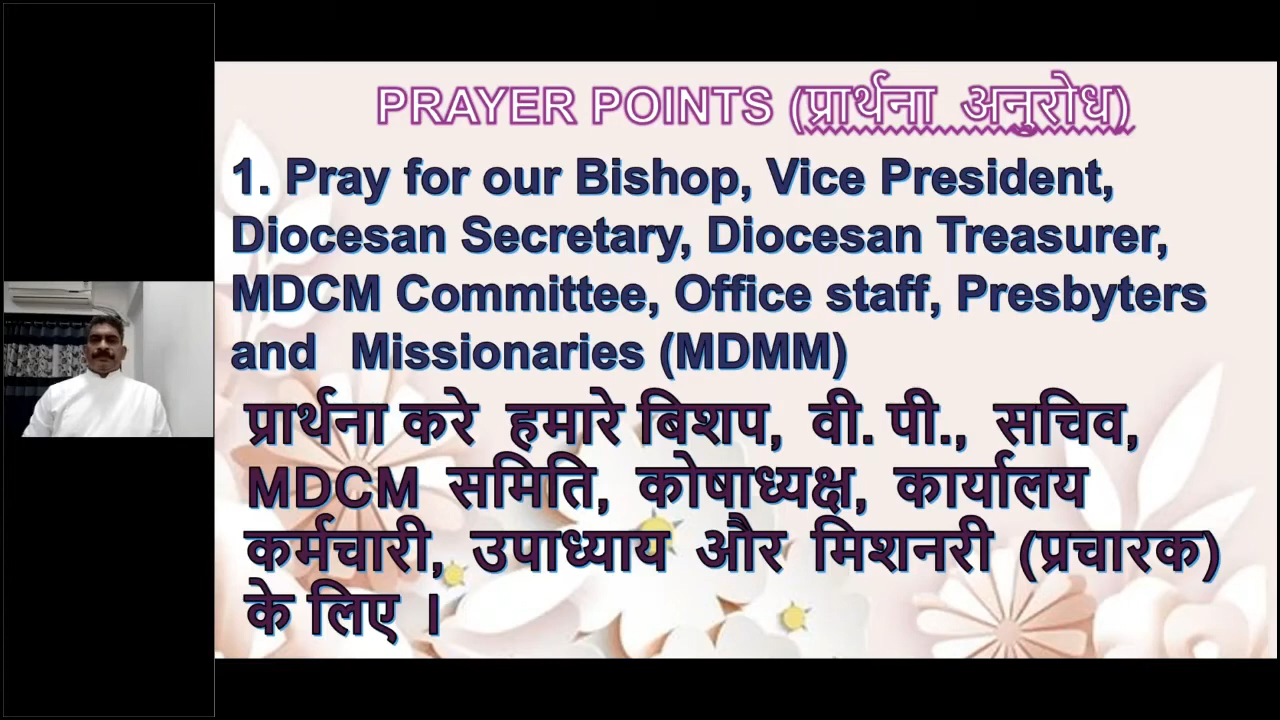 PRAYER POINTS (प्रार्थना अनुरोध)
1. Pray for our Bishop, Vice President,
Diocesan Secretary, Diocesan Treasurer,
MDCM Committee, Office staff, Presbyters
and Missionaries (MDMM)
प्रार्थना करे हमारे बिशप, वी. पी., सचिव,
MDCM समिति, कोषाध्यक्ष, कार्यालय
कर्मचारी, उपाध्याय और मिशनरी (प्रचारक)
के लिए ।